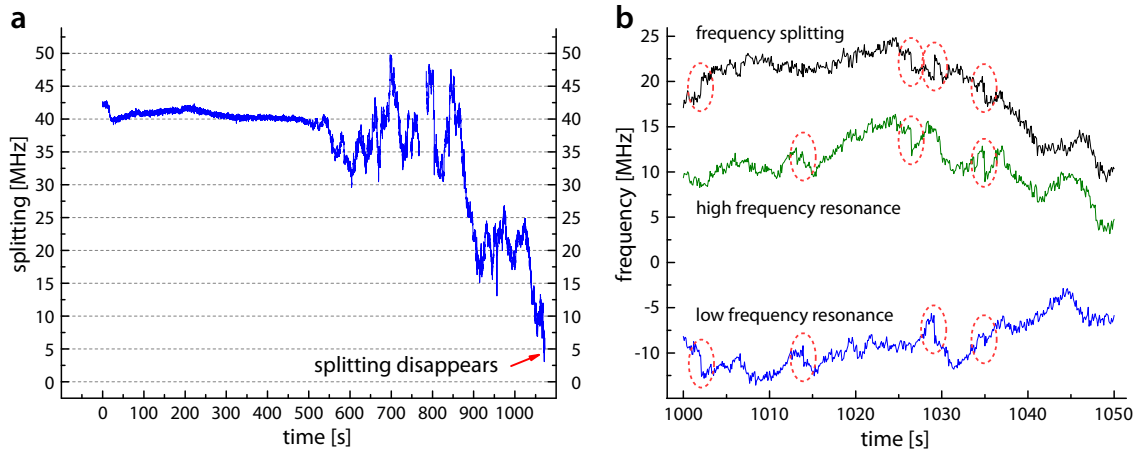 a
splitting [MHz]
50
45
40
35
30
25
20
15
10
5
0
50
45
40
35
30
25
20
15
10
5
0
splitting disappears
0 100 200 300 400 500 600 700 800 900 1000
time [s]
b
frequency [MHz]
25
20
15
10
5
0
-5
-10
frequency splitting
high frequency resonance
low frequency resonance
1000 1010 1020 1030 1040 1050
time [s]